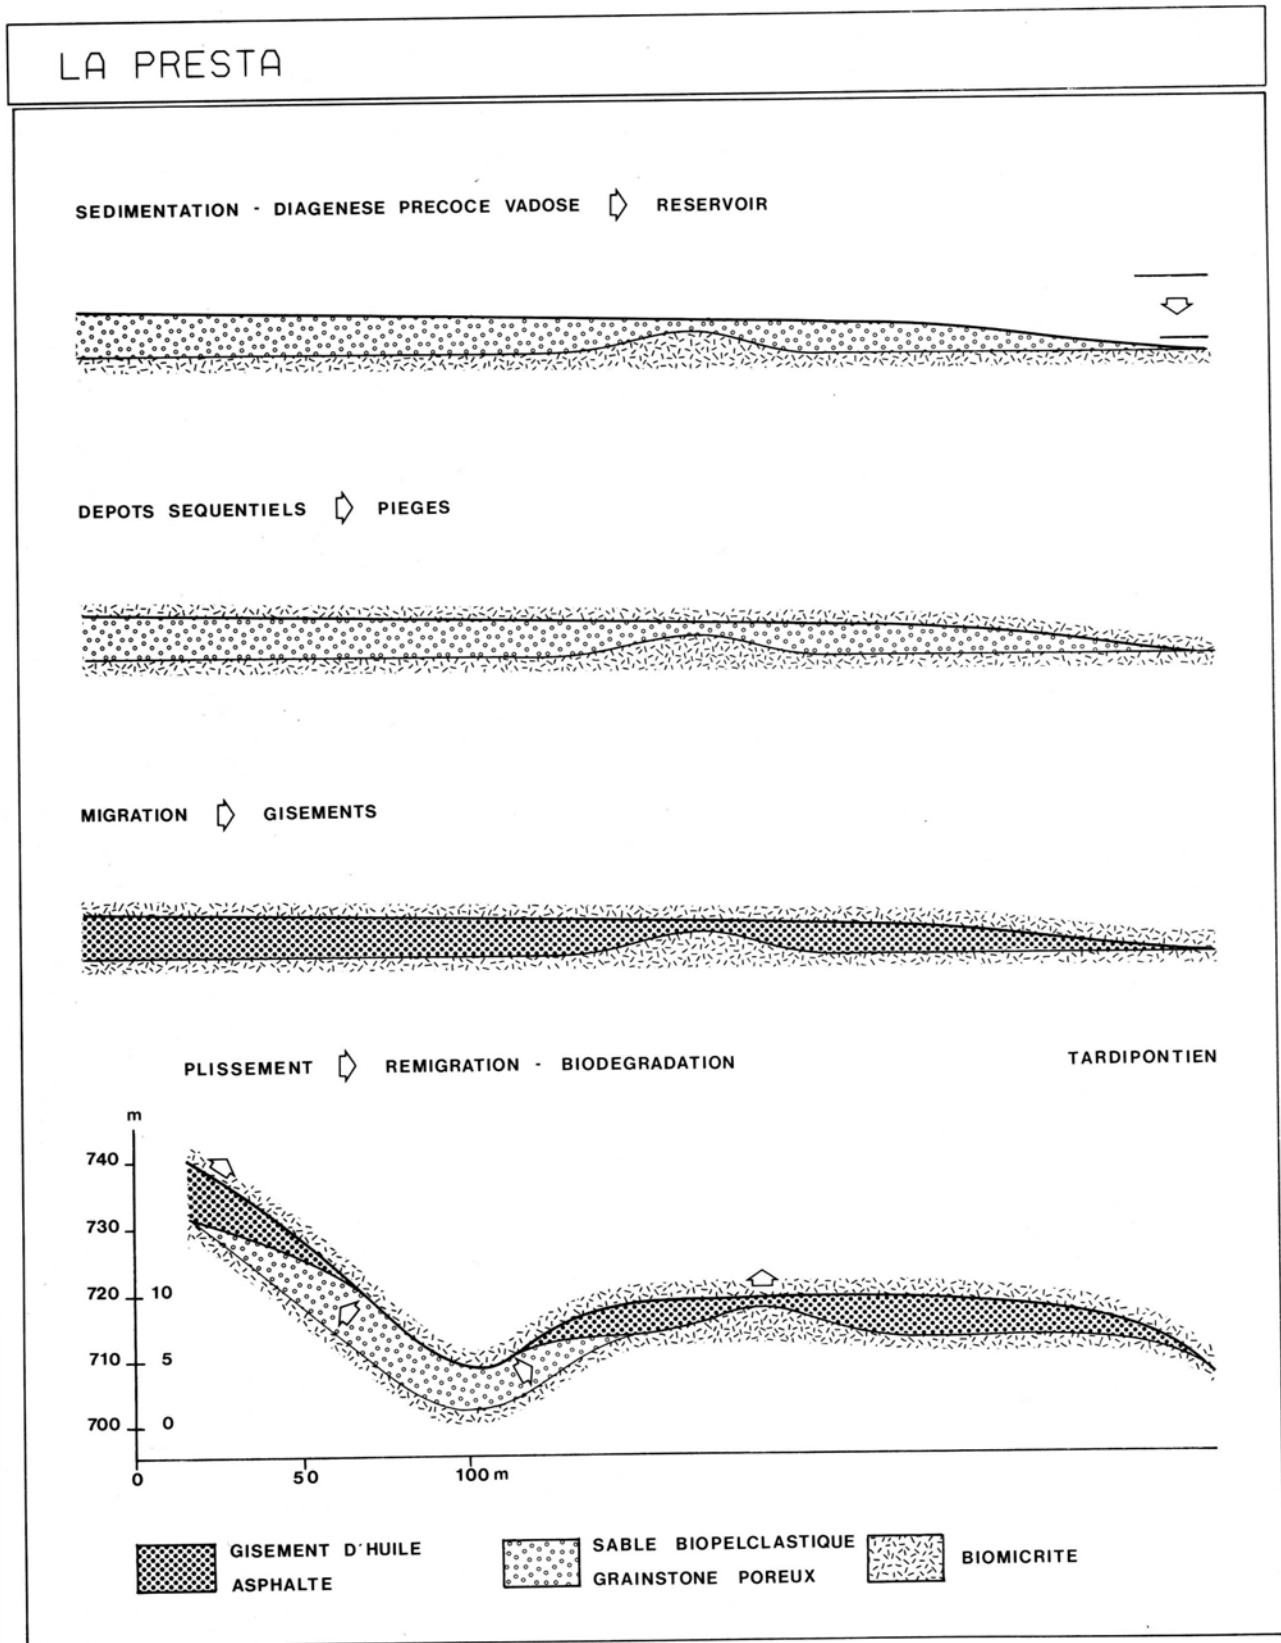 LA PRESTA
SEDIMENTATION - DIAGENESE PRECOCE VADOSE RESERVOIR
DEPOTS SEQUENTIELS PIEGES
MIGRATION GISEMENTS
PLISSEMENT REMIGRATION - BIODEGRADATION TARDIPONTIEN
m
740
730
720 10
710 5
700 0
0 50 100 m
GISEMENT D'HUILE
ASPHALTE
SABLE BIOPELCLASTIQUE
GRAINSTONE POREUX
BIOMICRITE